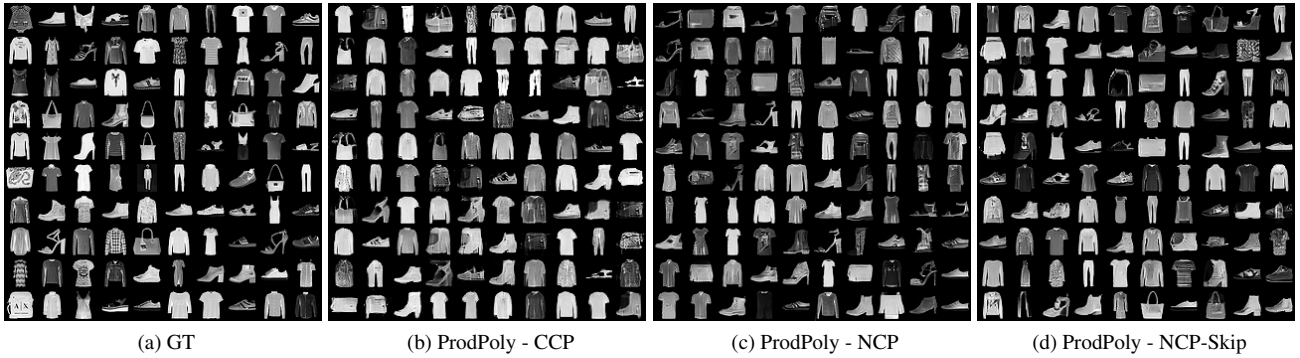 A|X
(a) GT
(b) ProdPoly - CCP
(c) ProdPoly - NCP
(d) ProdPoly - NCP-Skip